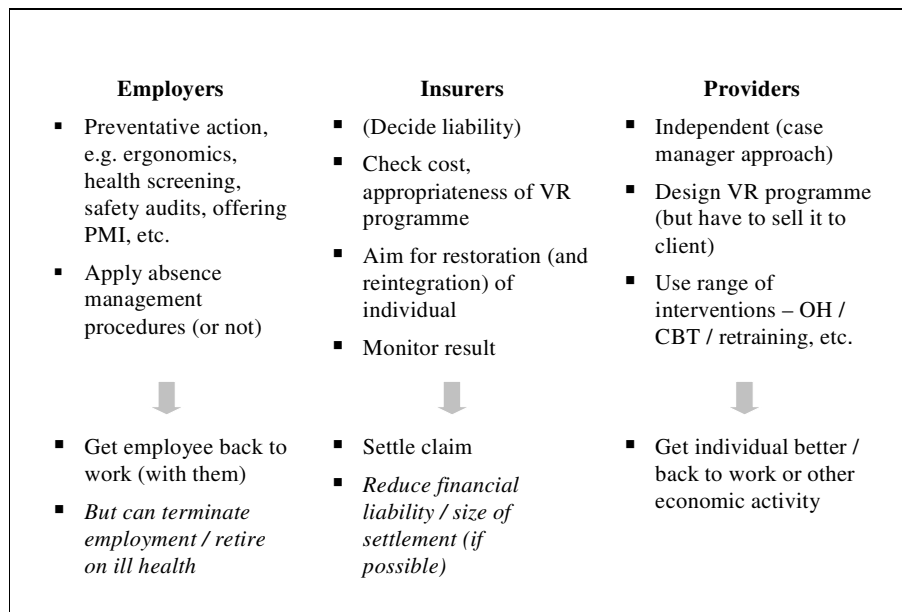 Employers
▪ Preventative action,
e.g. ergonomics,
health screening,
safety audits, offering
PMI, etc.
▪ Apply absence
management
procedures (or not)
▪ Get employee back to
work (with them)
▪ But can terminate
employment / retire
on ill health
Insurers
▪ (Decide liability)
▪ Check cost,
appropriateness of VR
programme
▪ Aim for restoration (and
reintegration) of
individual
▪ Monitor result
▪ Settle claim
▪ Reduce financial
liability / size of
settlement (if
possible)
Providers
▪ Independent (case
manager approach)
▪ Design VR programme
(but have to sell it to
client)
▪ Use range of
interventions – OH /
CBT / retraining, etc.
▪ Get individual better /
back to work or other
economic activity